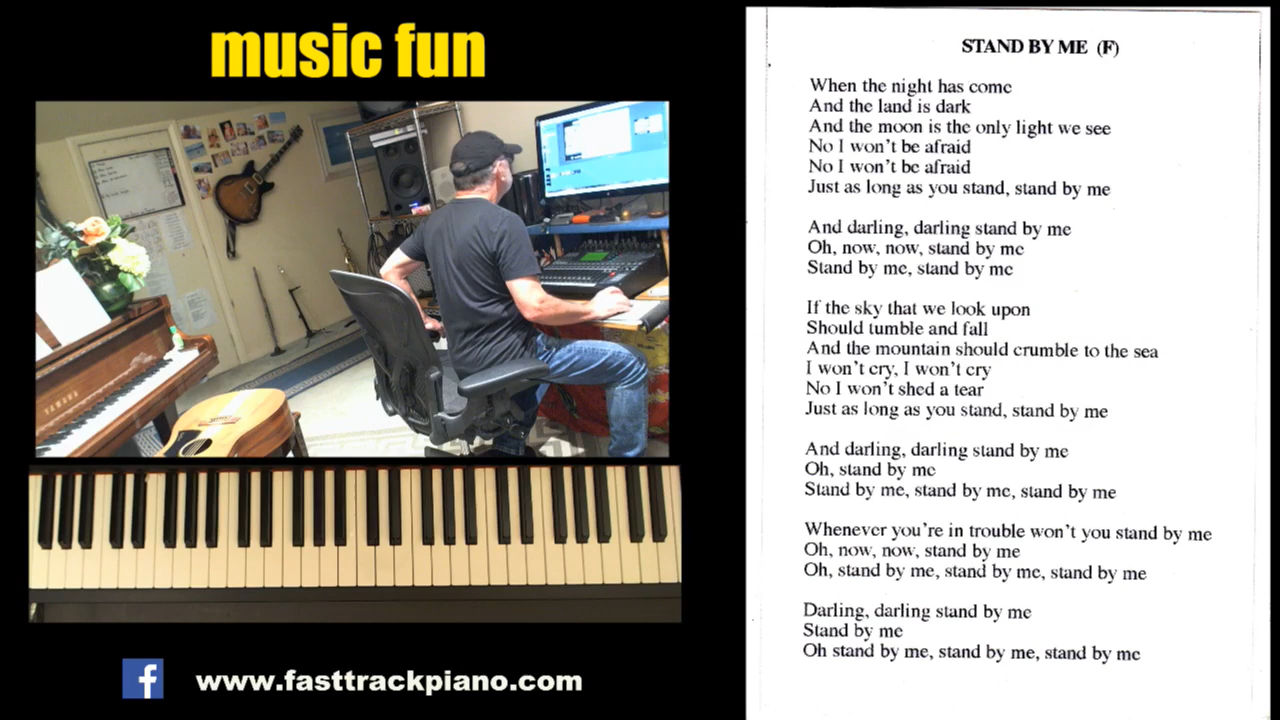 music fun
YAMAHA
www.fasttrackpiano.com
STAND BY ME (F)
When the night has come
And the land is dark
And the moon is the only light we see
No I won't be afraid
No I won't be afraid
Just as long as you stand, stand by me
And darling, darling stand by me
Oh, now, now, stand by me
Stand by me, stand by me
If the sky that we look upon
Should tumble and fall
And the mountain should crumble to the sea
I won't cry, I won't cry
No I won't shed a tear
Just as long as you stand, stand by me
And darling, darling stand by me
Oh, stand by me
Stand by me, stand by me, stand by me
Whenever you're in trouble won't you stand by me
Oh, now, now, stand by me
Oh, stand by me, stand by me, stand by me
Darling, darling stand by me
Stand by me
Oh stand by me, stand by me, stand by me